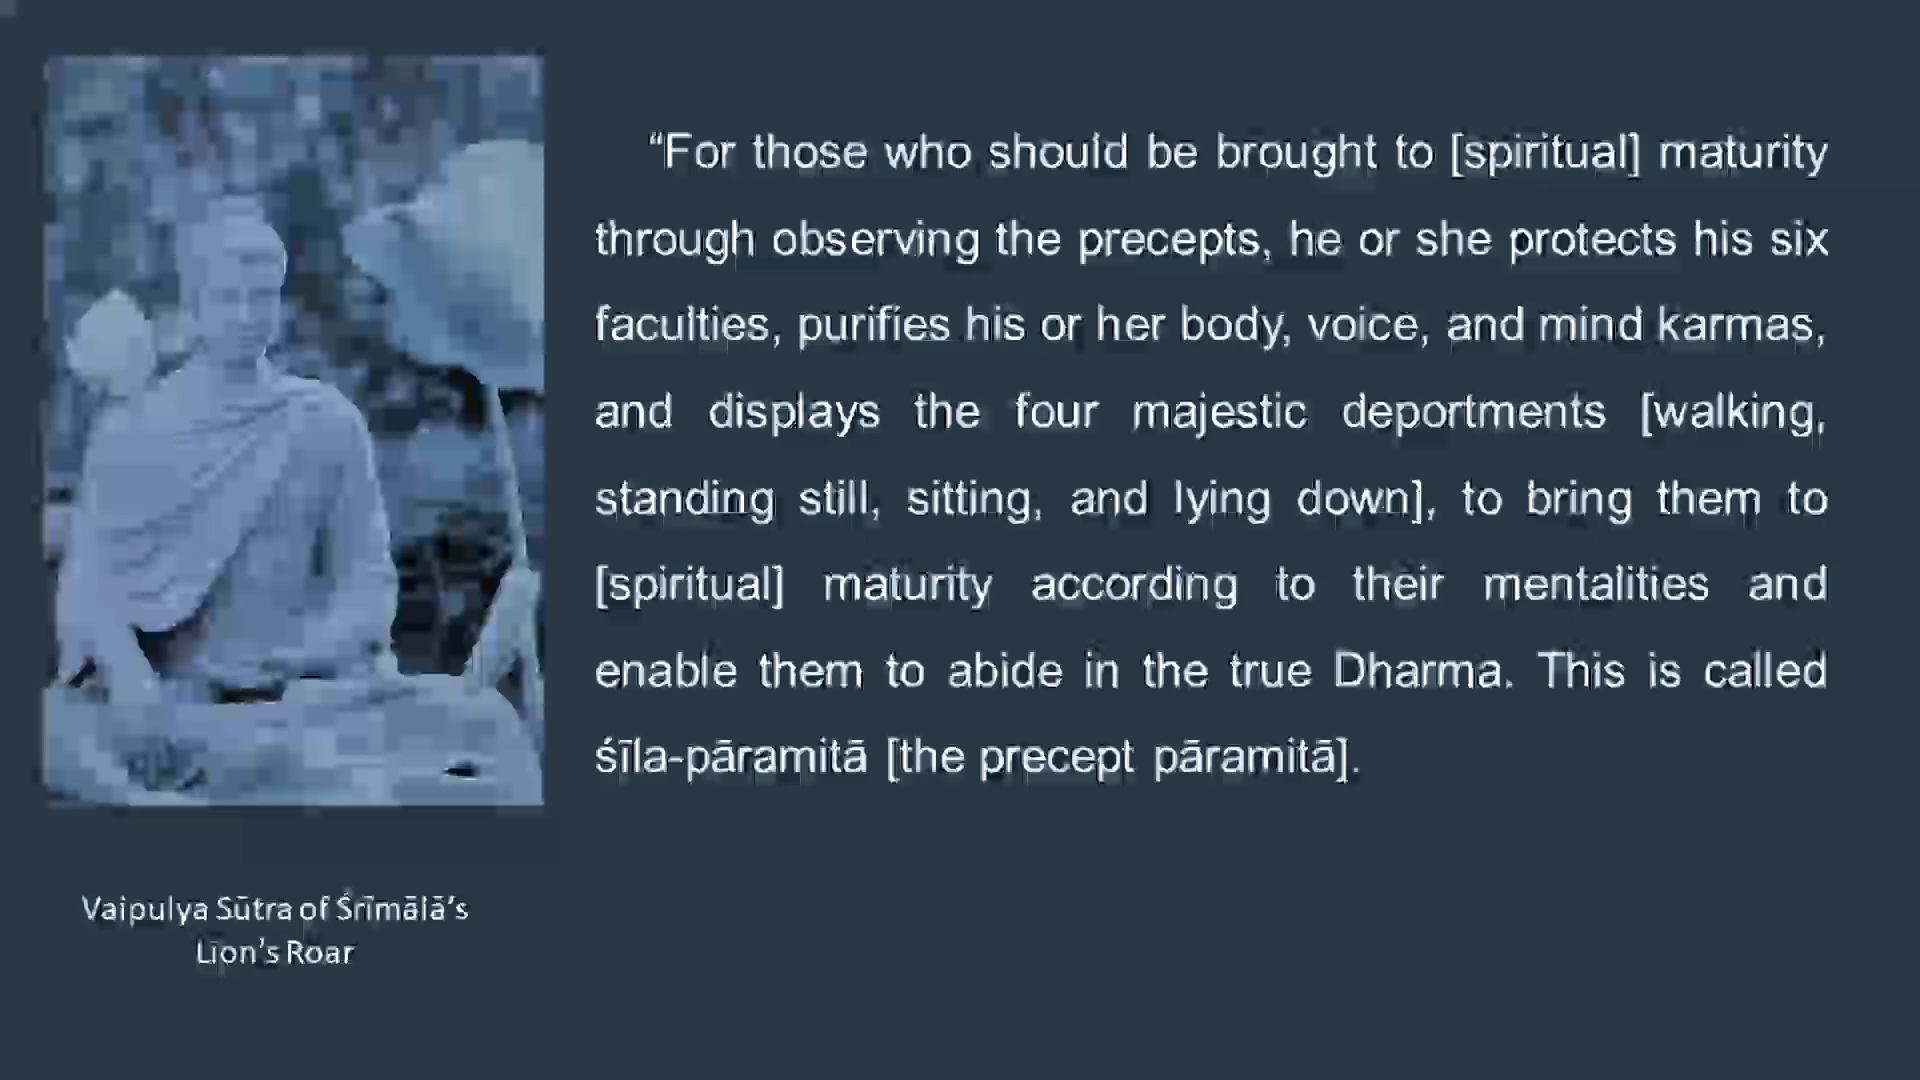 “For those who should be brought to [spiritual] maturity
through observing the precepts, he or she protects his six
faculties, purifies his or her body, voice, and mind karmas,
and displays the four majestic deportments [walking,
standing still, sitting, and lying down], to bring them to
[spiritual] maturity according to their mentalities and
enable them to abide in the true Dharma. This is called
śīla-pāramitā [the precept pāramitā].
Vaipulya Sūtra of Śrīmālā’s
Lion’s Roar